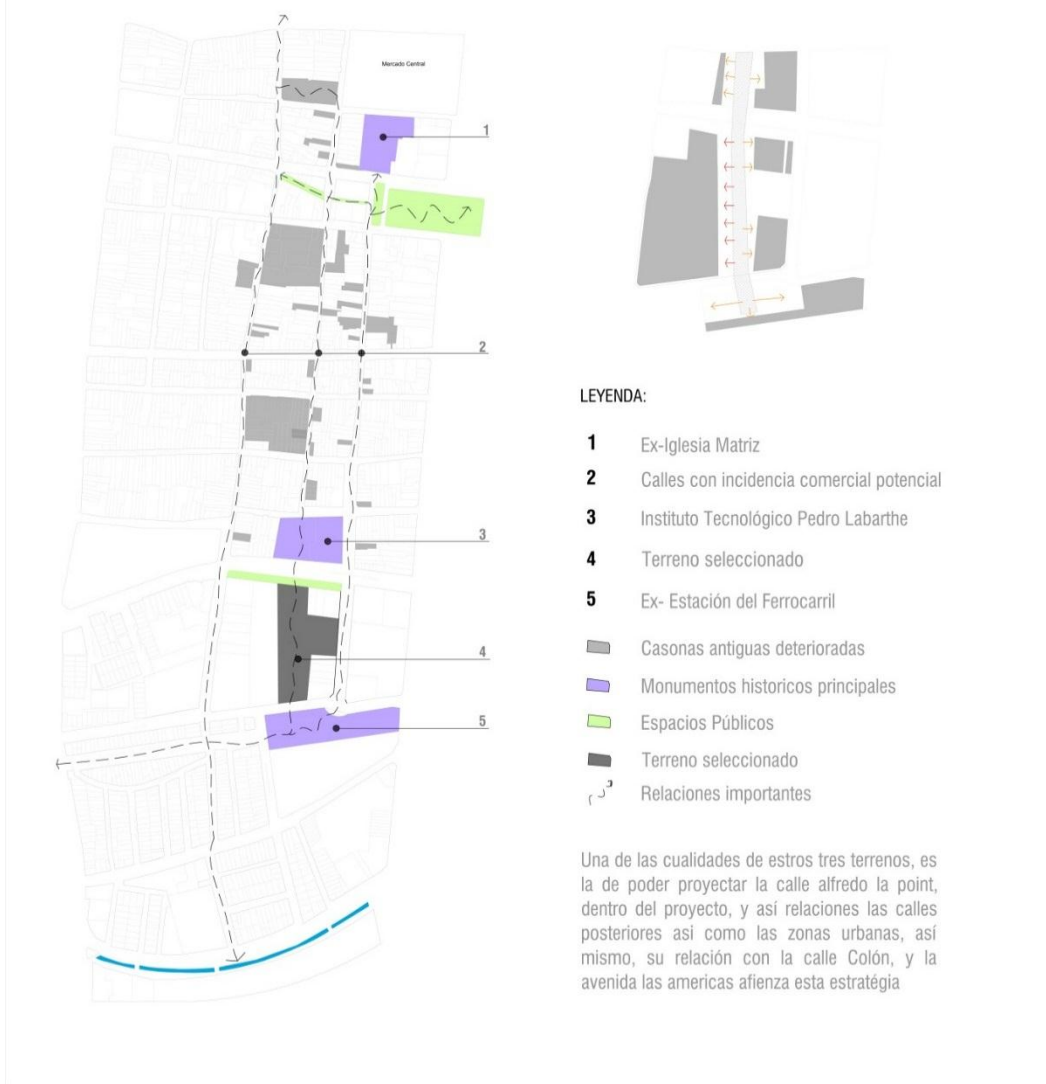 Mercado Central
1
2
3
4
5
LEYENDA:
1 Ex-Iglesia Matriz
2 Calles con incidencia comercial potencial
3 Instituto Tecnológico Pedro Labarthe
4 Terreno seleccionado
5 Ex- Estación del Ferrocarril
Casonas antiguas deterioradas
Monumentos historicos principales
Espacios Públicos
Terreno seleccionado
Relaciones importantes
Una de las cualidades de estros tres terrenos, es
la de poder proyectar la calle alfredo la point,
dentro del proyecto, y así relaciones las calles
posteriores asi como las zonas urbanas, así
mismo, su relación con la calle Colón, y la
avenida las americas afienza esta estratégia